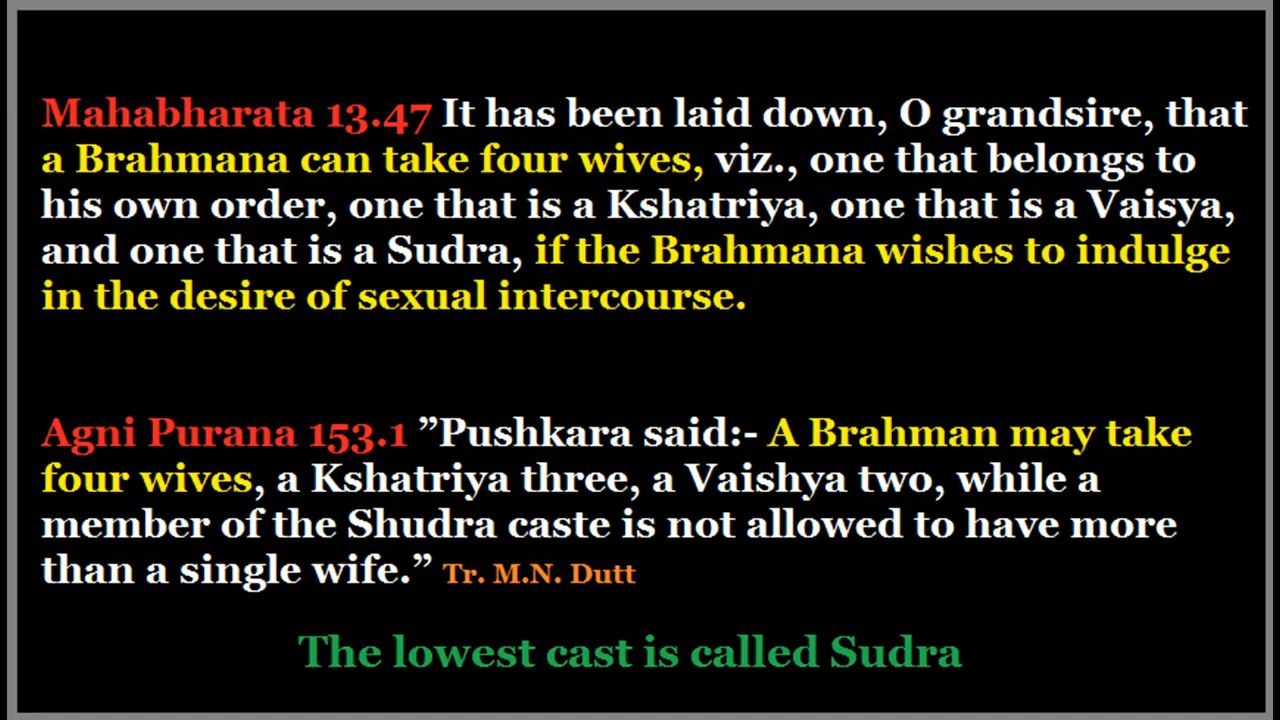 Mahabharata 13.47 It has been laid down, O grandsire, that
a Brahmana can take four wives, viz., one that belongs to
his own order, one that is a Kshatriya, one that is a Vaisya,
and one that is a Sudra, if the Brahmana wishes to indulge
in the desire of sexual intercourse.
Agni Purana 153.1 ”Pushkara said:- A Brahman may take
four wives, a Kshatriya three, a Vaishya two, while a
member of the Shudra caste is not allowed to have more
than a single wife.” Tr. M.N. Dutt
The lowest cast is called Sudra